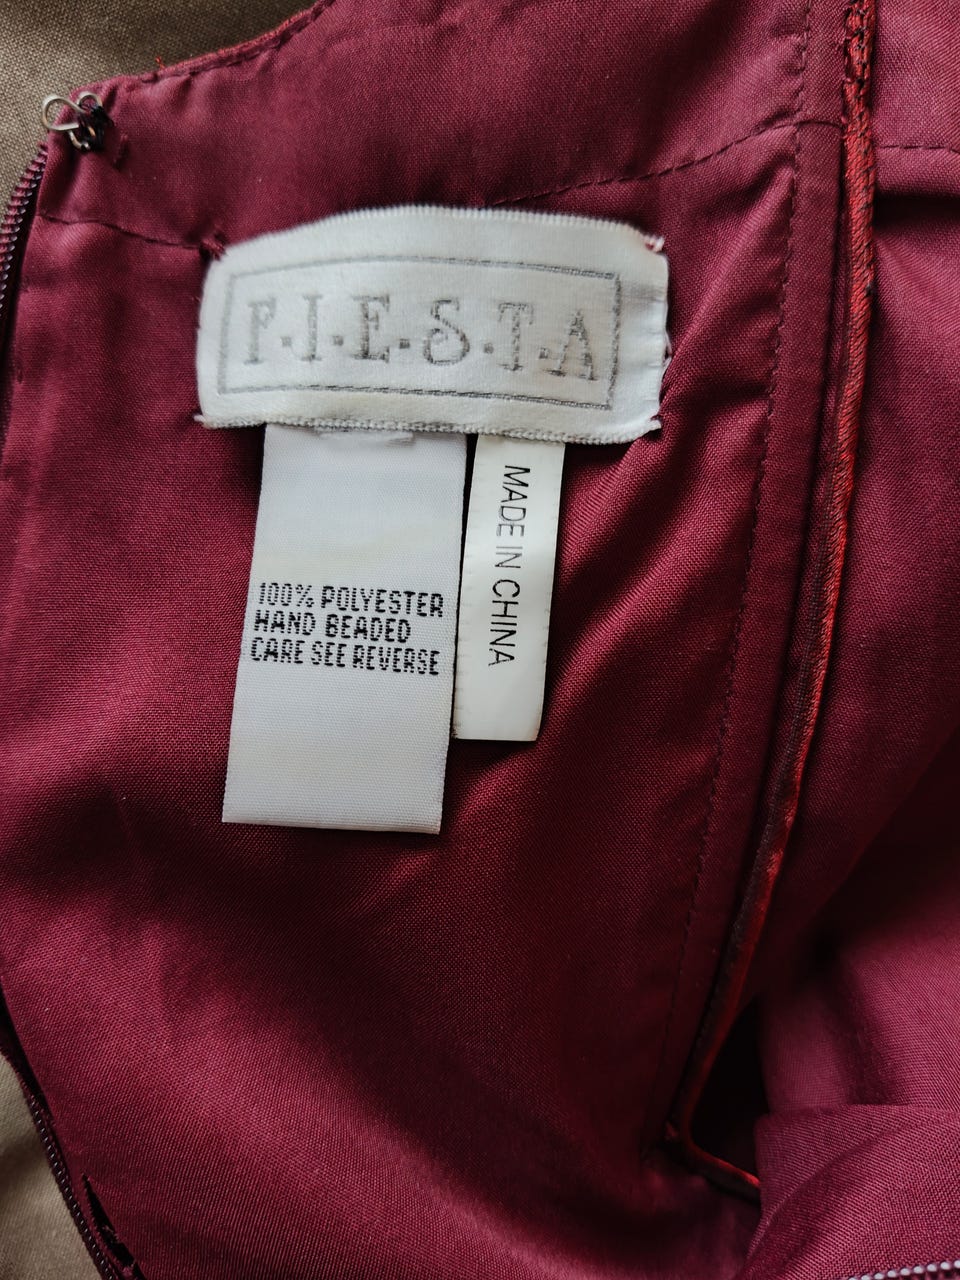 F.I.E.S.T.A
100% POLYESTER
HAND BEADED
CARE SEE REVERSE
MADE IN CHINA